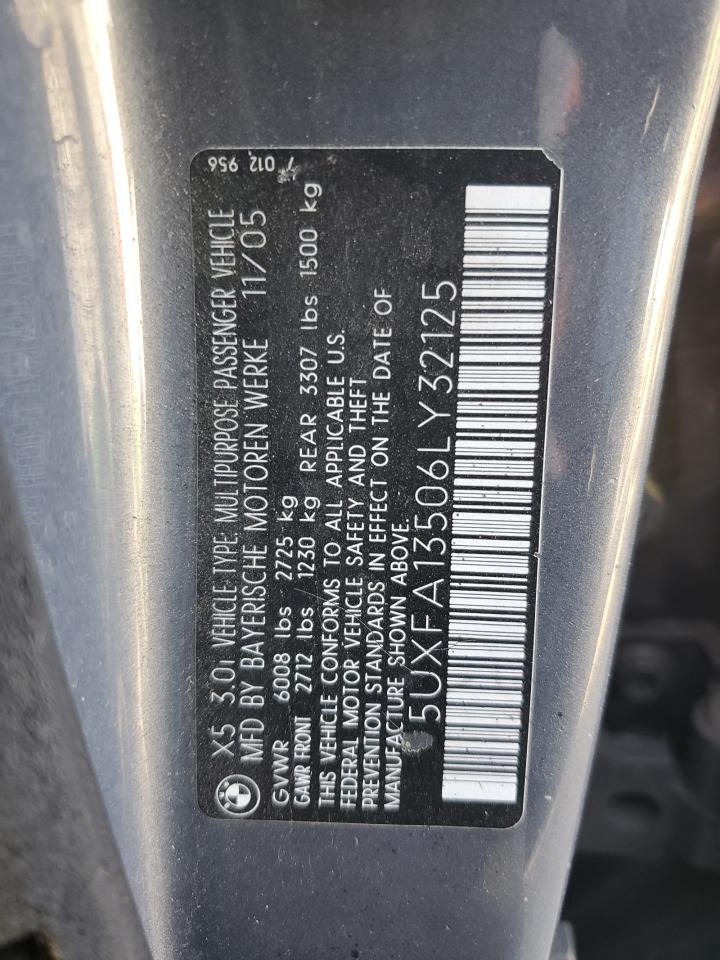 7 012 956
X5 3.0i VEHICLE TYPE, MULTIPURPOSE PASSENGER VEHICLE
MFD BY BAYERISCHE MOTOREN WERKE 11/05
GVWR 6008 lbs 2725 kg
GAWR FRONT 2712 lbs/1230 kg REAR 3307 lbs 1500 kg
THIS VEHICLE CONFORMS TO ALL APPLICABLE U.S.
FEDERAL MOTOR VEHICLE SAFETY AND THEFT
PREVENTION STANDARDS IN EFFECT ON THE DATE OF
MANUFACTURE SHOWN ABOVE.
5UXFA13506LY32125